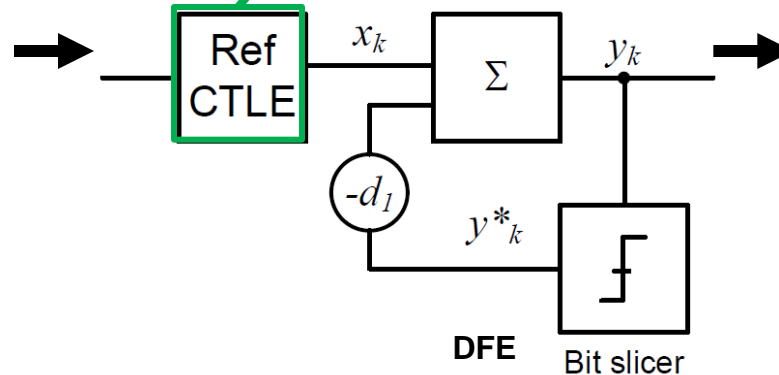 Ref
CTLE
x_k
Σ
y_k
-d_1
y*_k
DFE
Bit slicer